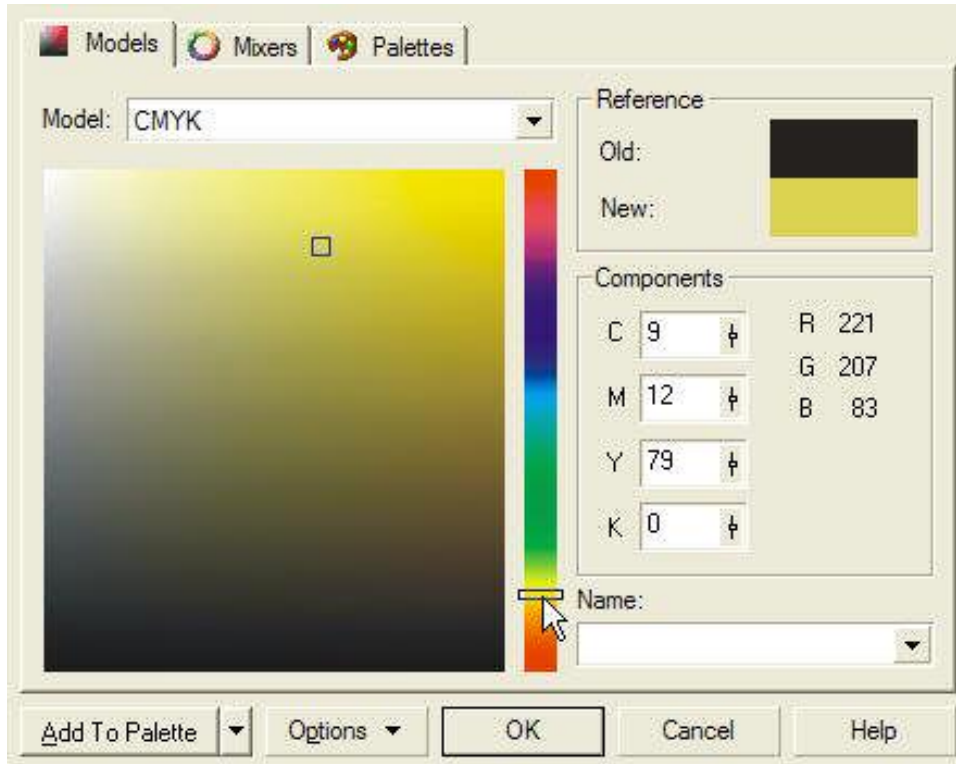 Models Mixers Palettes
Model: CMYK
Reference
Old:
New:
Components
C 9 R 221
G 207
M 12 B 83
Y 79
K 0
Name:
Add To Palette Options OK Cancel Help